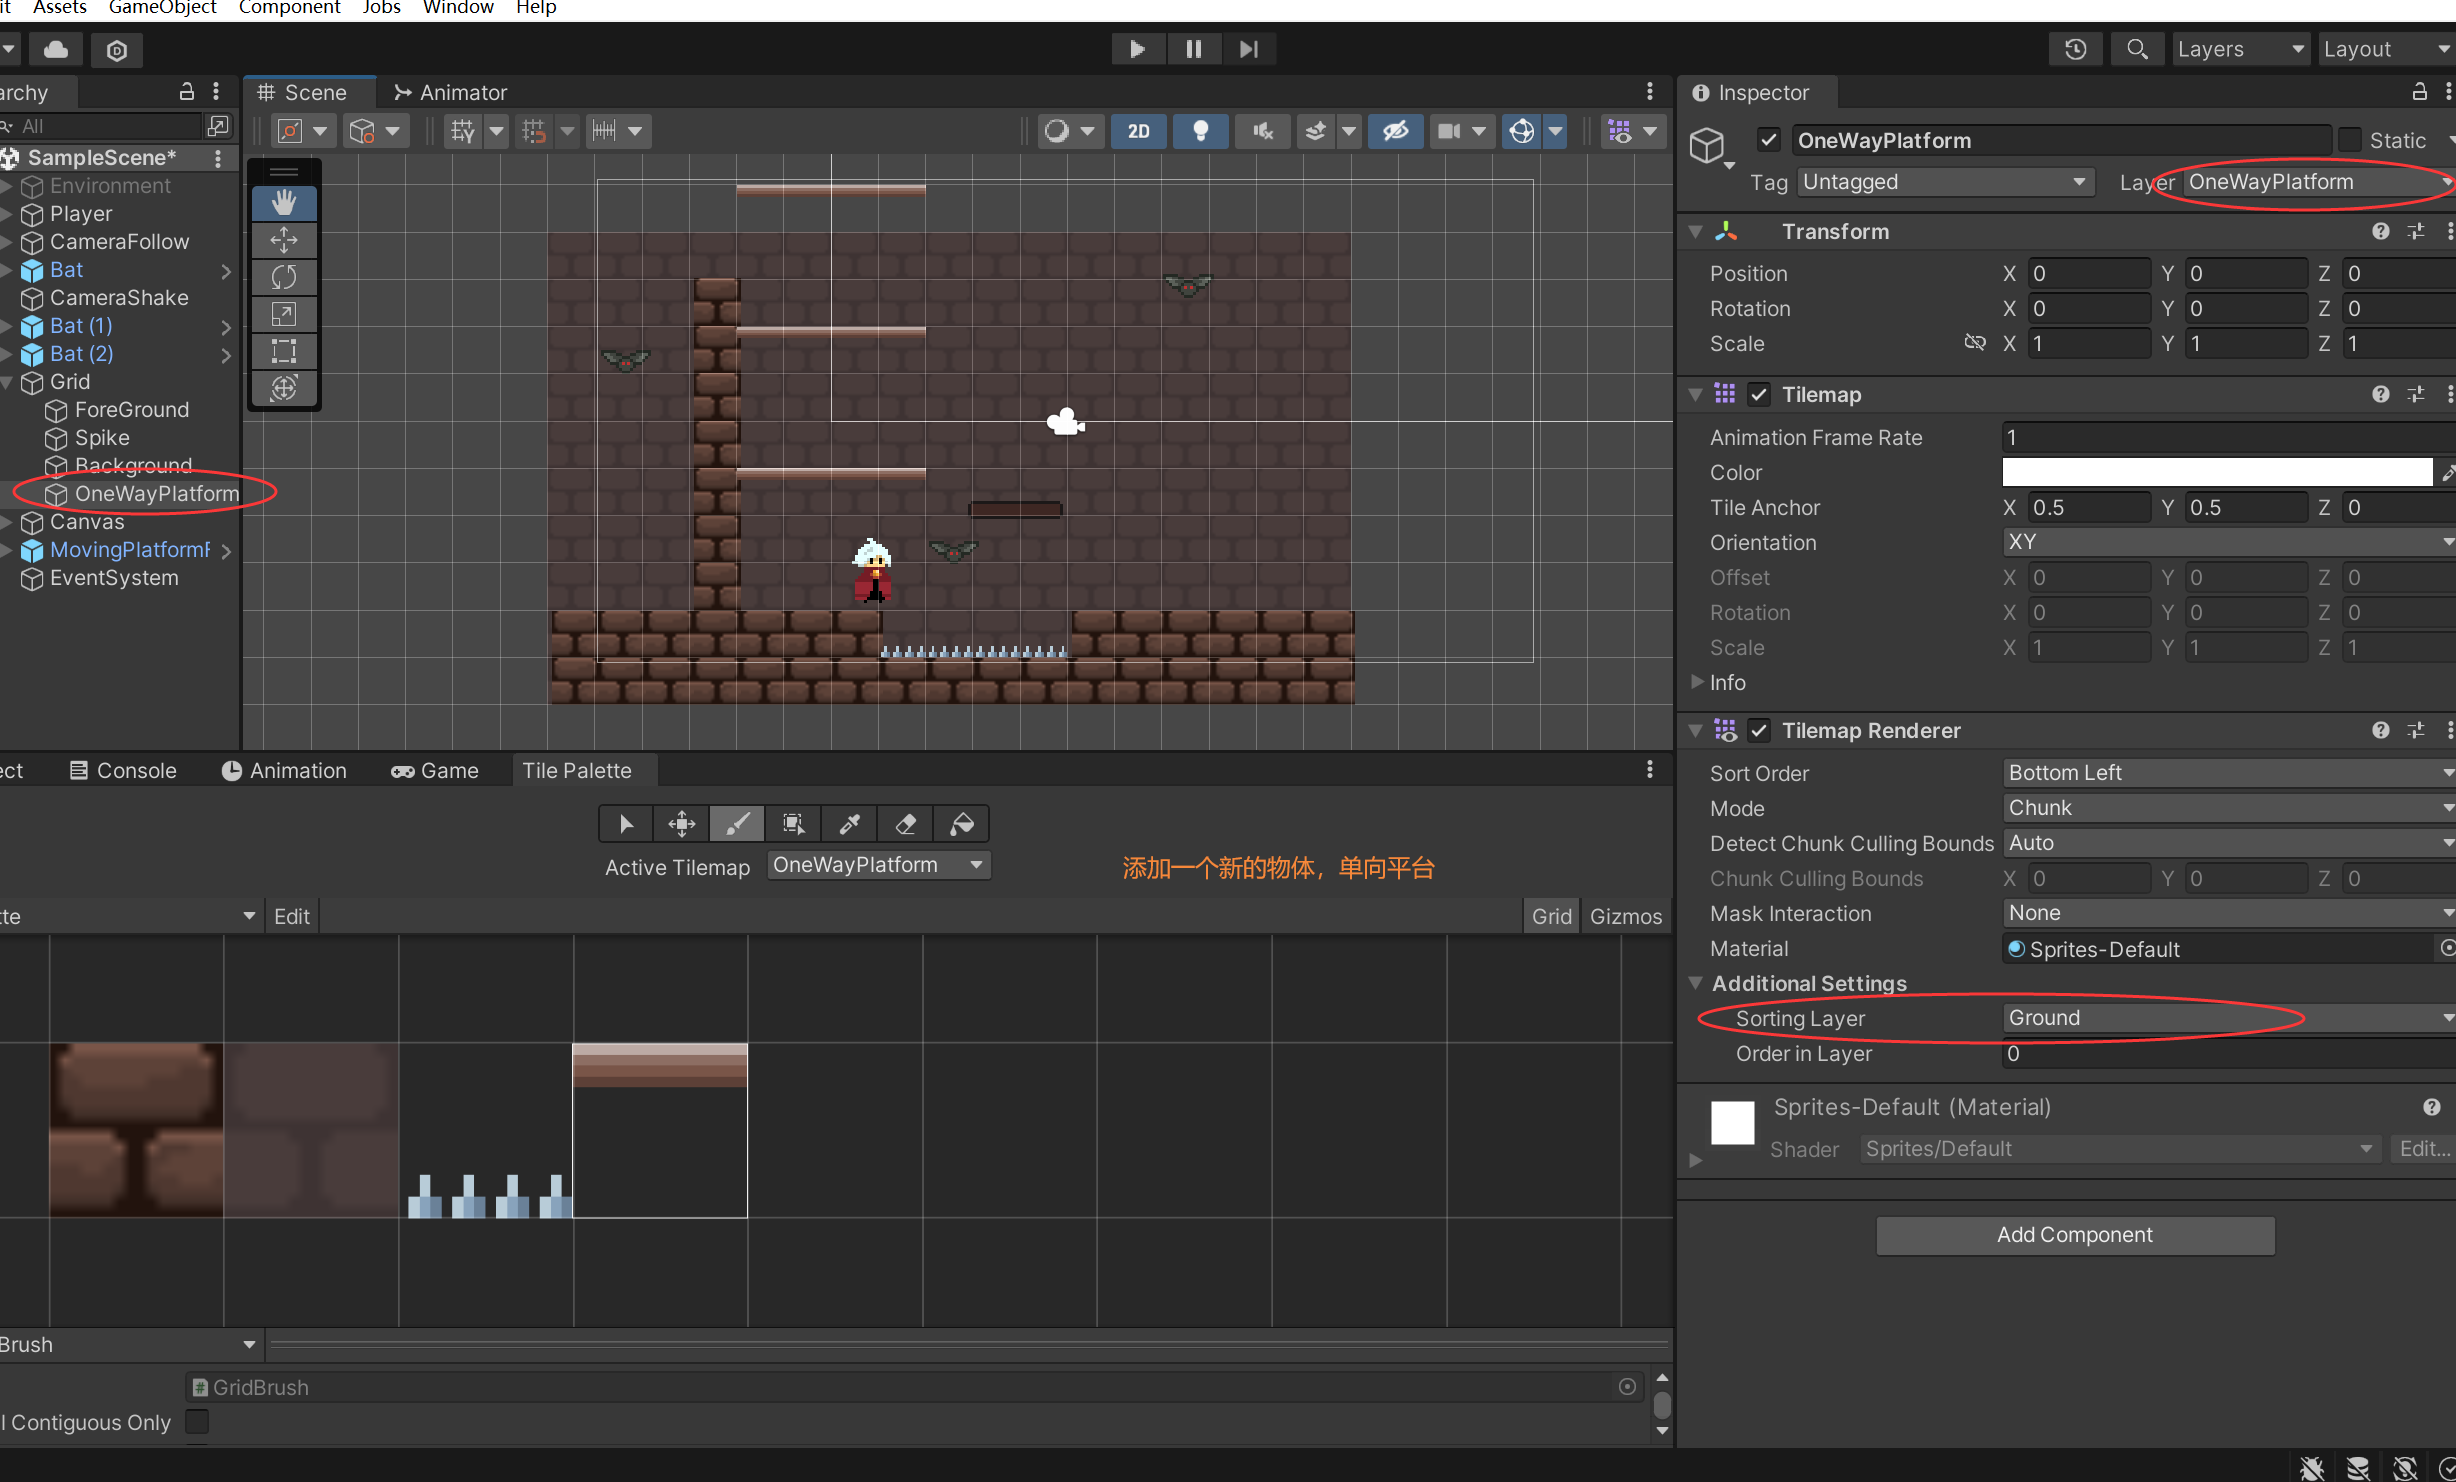 it Assets GameObject Component Jobs Window Help
Layers Layout
archy Scene Animator Inspector
All 2D OneWayPlatform Static
SampleScene* Tag Untagged Layer OneWayPlatform
Environment
Player Transform
CameraFollow
Bat Position X 0 Y 0 Z 0
CameraShake Rotation X 0 Y 0 Z 0
Bat (1) Scale X 1 Y 1 Z 1
Bat (2)
Grid Tilemap
ForeGround Animation Frame Rate 1
Spike Color
Background Tile Anchor X 0.5 Y 0.5 Z 0
OneWayPlatform Orientation XY
Canvas Offset X 0 Y 0 Z 0
MovingPlatformF Rotation X 0 Y 0 Z 0
EventSystem Scale X 1 Y 1 Z 1
Info
Tilemap Renderer
ect Console Animation Game Tile Palette Sort Order Bottom Left
Mode Chunk
Detect Chunk Culling Bounds Auto
Active Tilemap OneWayPlatform 添加一个新的物体，单向平台 Chunk Culling Bounds X 0 Y 0 Z 0
tte Edit Grid Gizmos Mask Interaction None
Material Sprites-Default
Additional Settings
Sorting Layer Ground
Order in Layer 0
Sprites-Default (Material)
Shader Sprites/Default Edit...
Add Component
Brush
GridBrush
l Contiguous Only